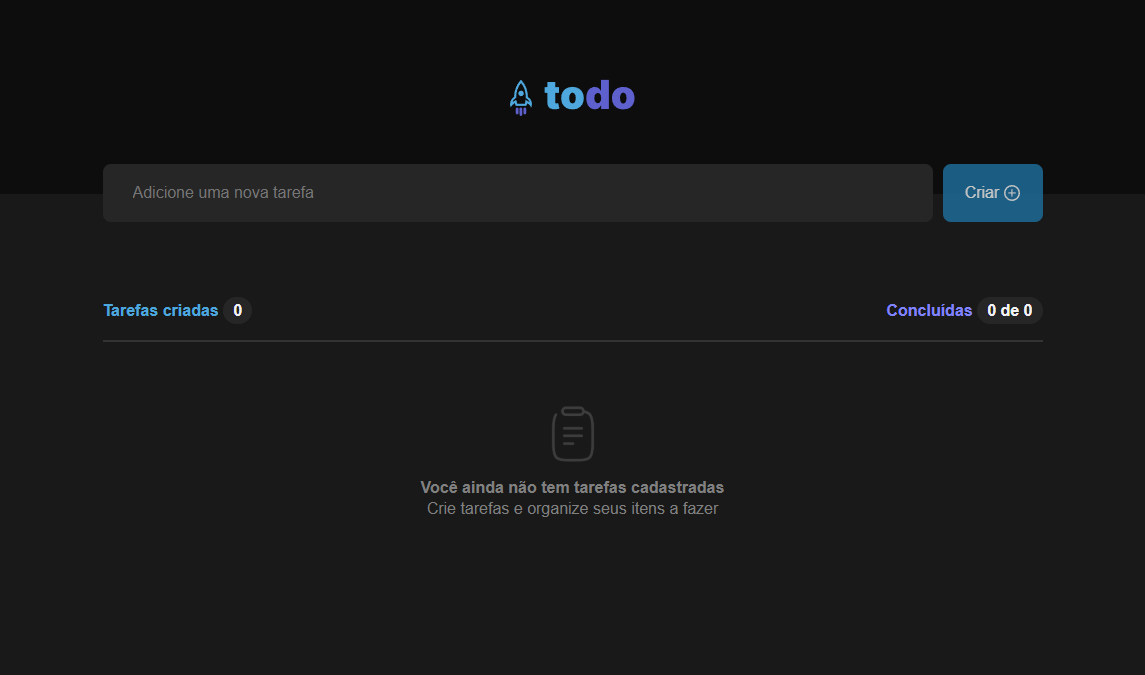 todo
Adicione uma nova tarefa
Criar
Tarefas criadas 0
Concluídas 0 de 0
Você ainda não tem tarefas cadastradas
Crie tarefas e organize seus itens a fazer